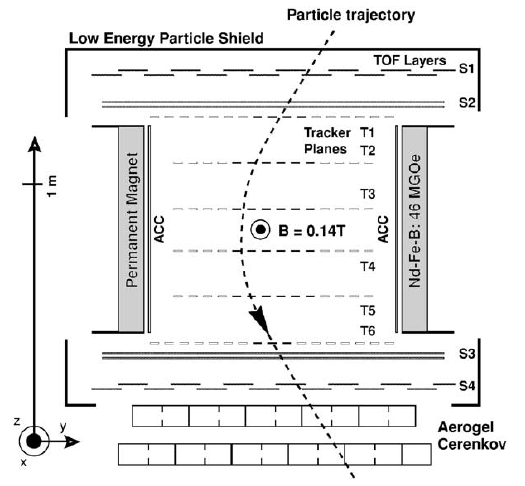 Particle trajectory
Low Energy Particle Shield
TOF Layers
S1
S2
Tracker
Planes
T1
T2
T3
T4
T5
T6
1 m
Permanent Magnet
ACC
B = 0.14T
ACC
Nd-Fe-B: 46 MGOe
S3
S4
Aerogel
Cerenkov
z
y
x